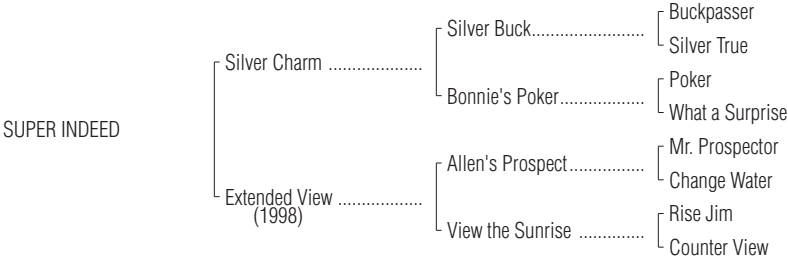 Buckpasser
Silver Buck.......................
Silver True
Silver Charm ...................
Poker
Bonnie's Poker.................
What a Surprise
SUPER INDEED
Mr. Prospector
Allen's Prospect...............
Change Water
Extended View .................
(1998)
Rise Jim
View the Sunrise .............
Counter View